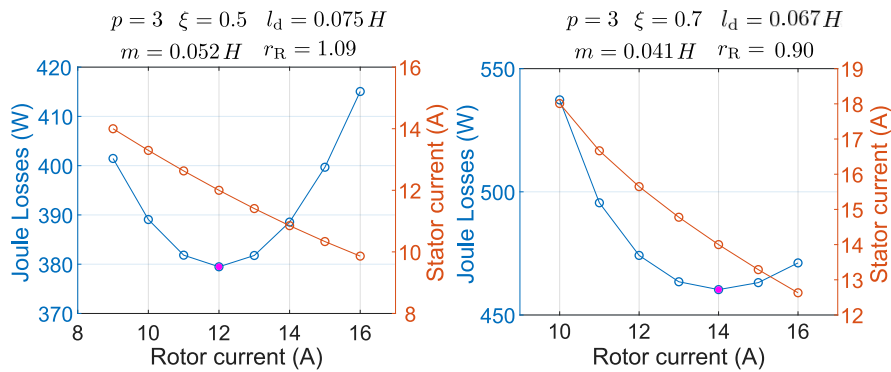 p = 3 ξ = 0.5 l_d = 0.075 H
m = 0.052 H r_R = 1.09
420
410
400
390
380
370
Joule Losses (W)
16
14
12
10
8
Stator current (A)
8 10 12 14 16
Rotor current (A)
p = 3 ξ = 0.7 l_d = 0.067 H
m = 0.041 H r_R = 0.90
550
500
450
Joule Losses (W)
19
18
17
16
15
14
13
12
Stator current (A)
10 12 14 16
Rotor current (A)